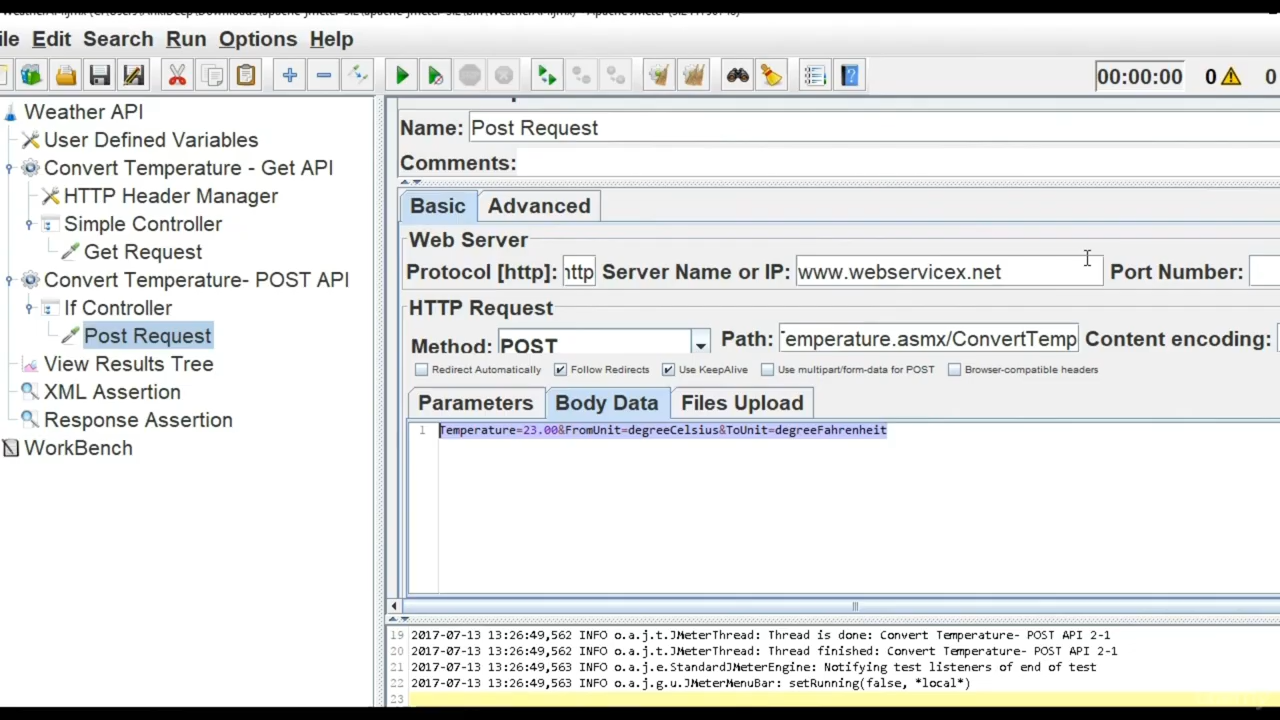 File Edit Search Run Options Help
00:00:00 0 0
Weather API
User Defined Variables
Convert Temperature - Get API
HTTP Header Manager
Simple Controller
Get Request
Convert Temperature- POST API
If Controller
Post Request
View Results Tree
XML Assertion
Response Assertion
WorkBench
Name: Post Request
Comments:
Basic Advanced
Web Server
Protocol [http]: http Server Name or IP: www.webservicex.net Port Number:
HTTP Request
Method: POST Path: Temperature.asmx/ConvertTemp Content encoding:
Redirect Automatically Follow Redirects Use KeepAlive Use multipart/form-data for POST Browser-compatible headers
Parameters Body Data Files Upload
1 Temperature=23.00&FromUnit=degreeCelsius&ToUnit=degreeFahrenheit
19 2017-07-13 13:26:49,562 INFO o.a.j.t.JMeterThread: Thread is done: Convert Temperature- POST API 2-1
20 2017-07-13 13:26:49,562 INFO o.a.j.t.JMeterThread: Thread finished: Convert Temperature- POST API 2-1
21 2017-07-13 13:26:49,563 INFO o.a.j.e.StandardJMeterEngine: Notifying test listeners of end of test
22 2017-07-13 13:26:49,563 INFO o.a.j.g.u.JMeterMenuBar: setRunning(false, *local*)
23